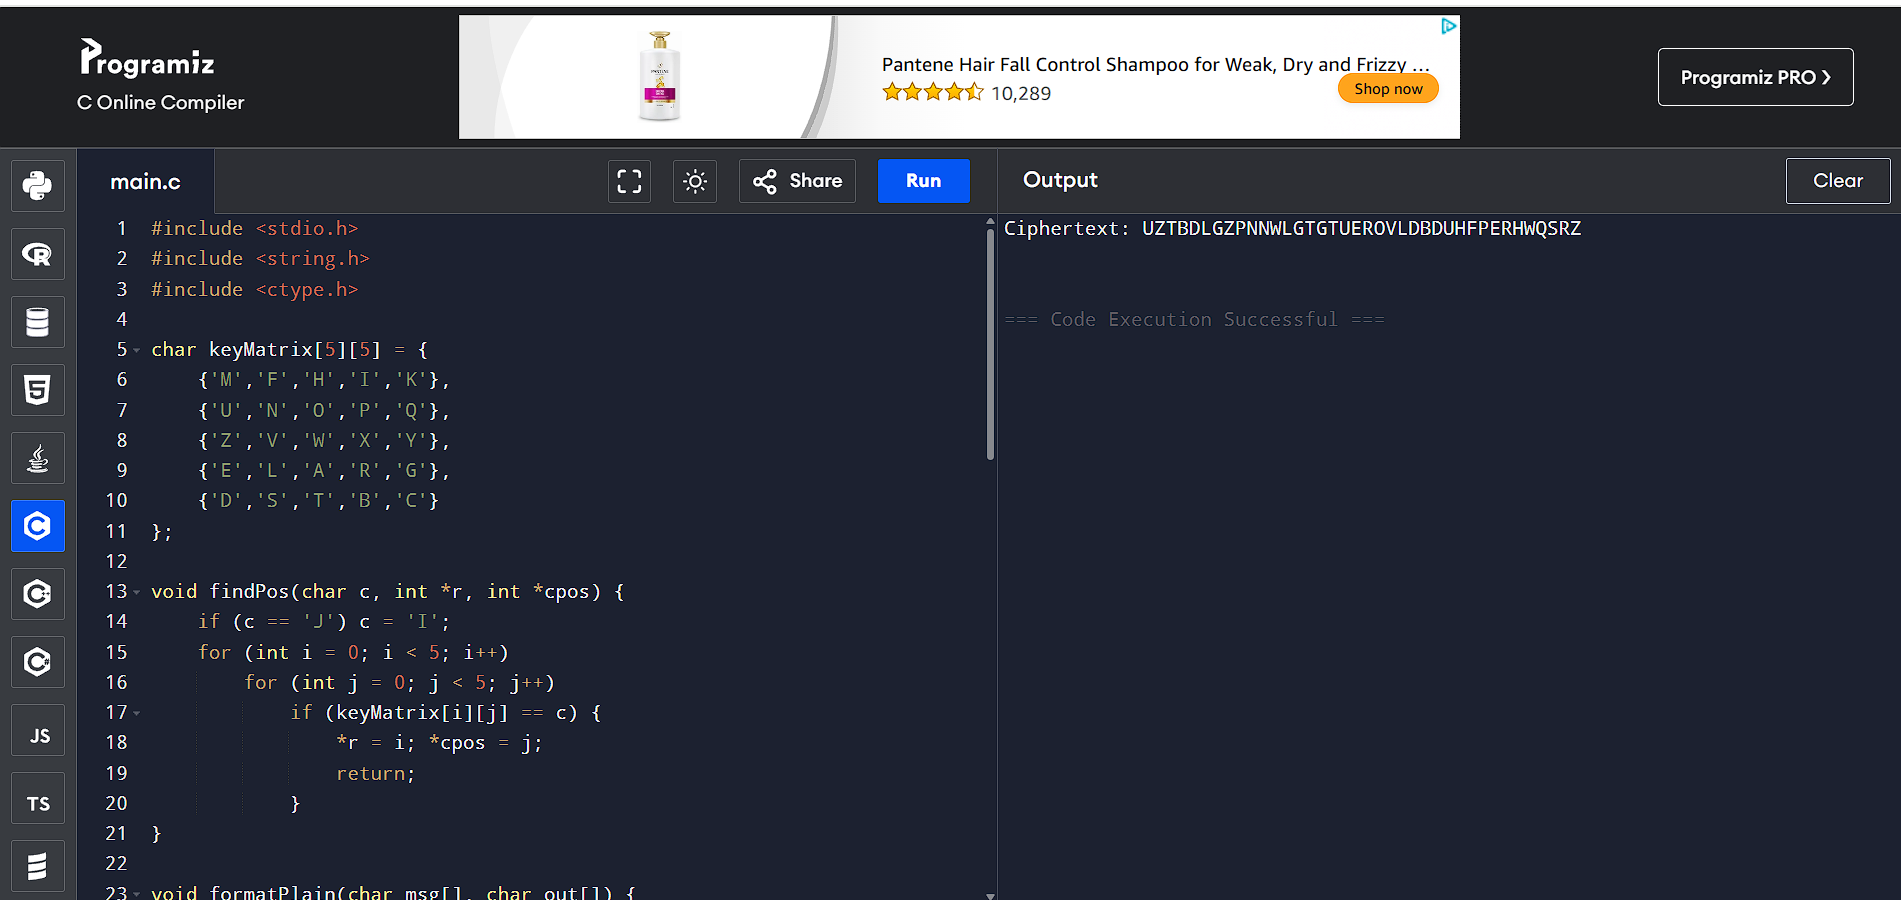 Programiz
C Online Compiler
Pantene Hair Fall Control Shampoo for Weak, Dry and Frizzy ...
10,289
Shop now
Programiz PRO
main.c
Share
Run
Output
Clear
1 #include <stdio.h>
2 #include <string.h>
3 #include <ctype.h>
4
5 char keyMatrix[5][5] = {
6 {'M','F','H','I','K'},
7 {'U','N','O','P','Q'},
8 {'Z','V','W','X','Y'},
9 {'E','L','A','R','G'},
10 {'D','S','T','B','C'}
11 };
12
13 void findPos(char c, int *r, int *cpos) {
14 if (c == 'J') c = 'I';
15 for (int i = 0; i < 5; i++)
16 for (int j = 0; j < 5; j++)
17 if (keyMatrix[i][j] == c) {
18 *r = i; *cpos = j;
19 return;
20 }
21 }
22
23 void formatPlain(char msg[], char out[]) {
Ciphertext: UZTBDLGZPNNWLGTGTUEROVLDBDUHFPERHWQSRZ
=== Code Execution Successful ===
JS
TS